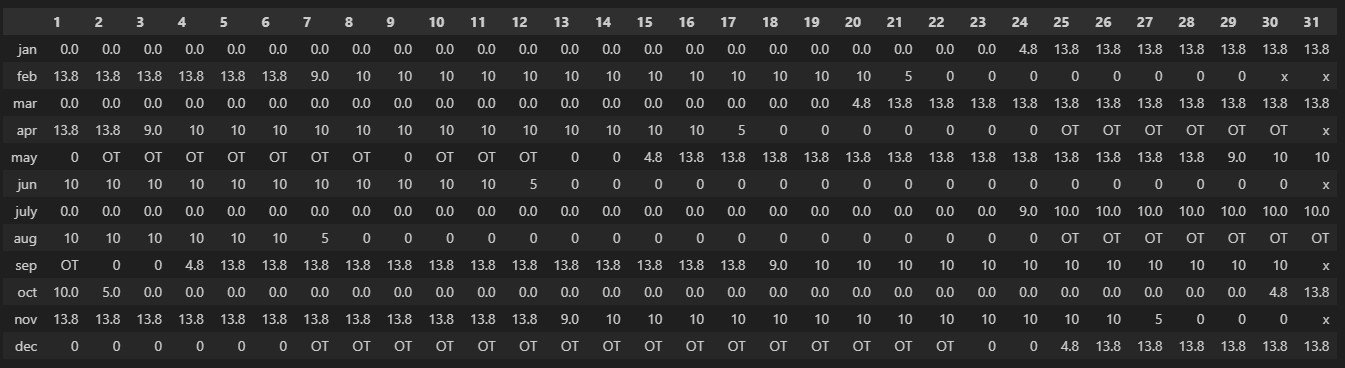 1 2 3 4 5 6 7 8 9 10 11 12 13 14 15 16 17 18 19 20 21 22 23 24 25 26 27 28 29 30 31
jan 0.0 0.0 0.0 0.0 0.0 0.0 0.0 0.0 0.0 0.0 0.0 0.0 0.0 0.0 0.0 0.0 0.0 0.0 0.0 0.0 0.0 0.0 0.0 4.8 13.8 13.8 13.8 13.8 13.8 13.8 13.8
feb 13.8 13.8 13.8 13.8 13.8 13.8 9.0 10 10 10 10 10 10 10 10 10 10 10 10 10 5 0 0 0 0 0 0 0 0 x x
mar 0.0 0.0 0.0 0.0 0.0 0.0 0.0 0.0 0.0 0.0 0.0 0.0 0.0 0.0 0.0 0.0 0.0 0.0 0.0 4.8 13.8 13.8 13.8 13.8 13.8 13.8 13.8 13.8 13.8 13.8 13.8
apr 13.8 13.8 9.0 10 10 10 10 10 10 10 10 10 10 10 10 10 5 0 0 0 0 0 0 0 OT OT OT OT OT OT x
may 0 OT OT OT OT OT OT OT 0 OT OT OT 0 0 4.8 13.8 13.8 13.8 13.8 13.8 13.8 13.8 13.8 13.8 13.8 13.8 13.8 13.8 9.0 10 10
jun 10 10 10 10 10 10 10 10 10 10 10 5 0 0 0 0 0 0 0 0 0 0 0 0 0 0 0 0 0 0 x
july 0.0 0.0 0.0 0.0 0.0 0.0 0.0 0.0 0.0 0.0 0.0 0.0 0.0 0.0 0.0 0.0 0.0 0.0 0.0 0.0 0.0 0.0 0.0 9.0 10.0 10.0 10.0 10.0 10.0 10.0 10.0
aug 10 10 10 10 10 10 5 0 0 0 0 0 0 0 0 0 0 0 0 0 0 0 0 0 OT OT OT OT OT OT OT
sep OT 0 0 4.8 13.8 13.8 13.8 13.8 13.8 13.8 13.8 13.8 13.8 13.8 13.8 13.8 13.8 9.0 10 10 10 10 10 10 10 10 10 10 10 10 x
oct 10.0 5.0 0.0 0.0 0.0 0.0 0.0 0.0 0.0 0.0 0.0 0.0 0.0 0.0 0.0 0.0 0.0 0.0 0.0 0.0 0.0 0.0 0.0 0.0 0.0 0.0 0.0 0.0 0.0 4.8 13.8
nov 13.8 13.8 13.8 13.8 13.8 13.8 13.8 13.8 13.8 13.8 13.8 13.8 9.0 10 10 10 10 10 10 10 10 10 10 10 10 10 5 0 0 0 x
dec 0 0 0 0 0 0 OT OT OT OT OT OT OT OT OT OT OT OT OT OT OT OT 0 0 4.8 13.8 13.8 13.8 13.8 13.8 13.8